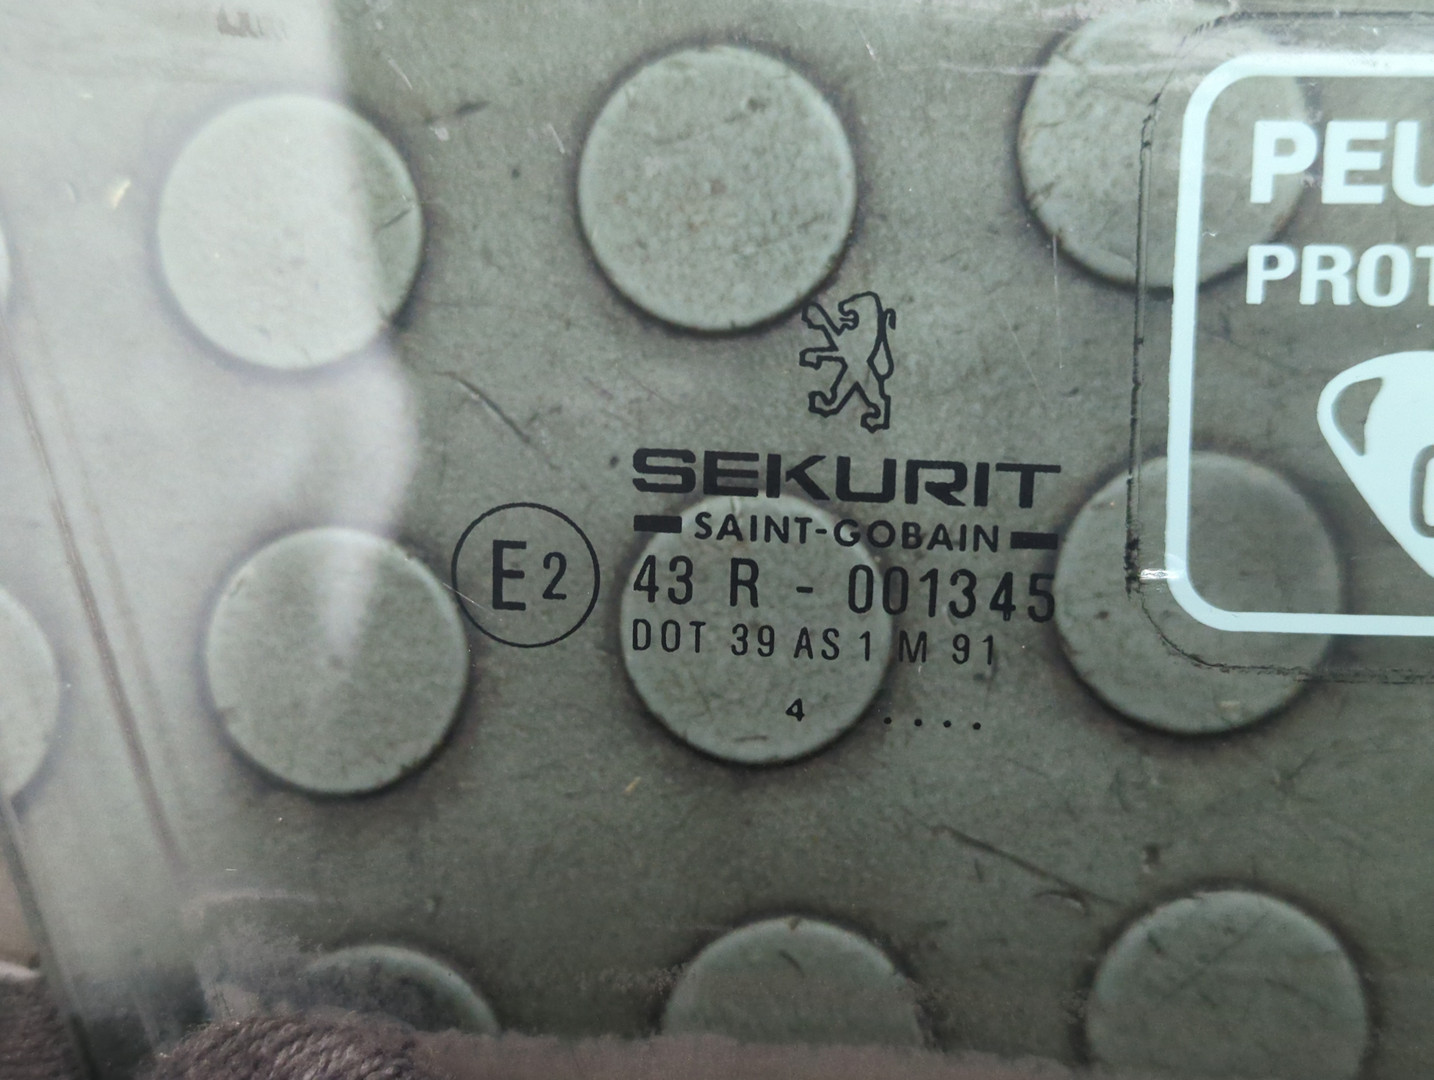 PEU
PROT
SEKURIT
SAINT-GOBAIN
E2
43 R - 001345
DOT 39 AS 1 M 91
4 ....